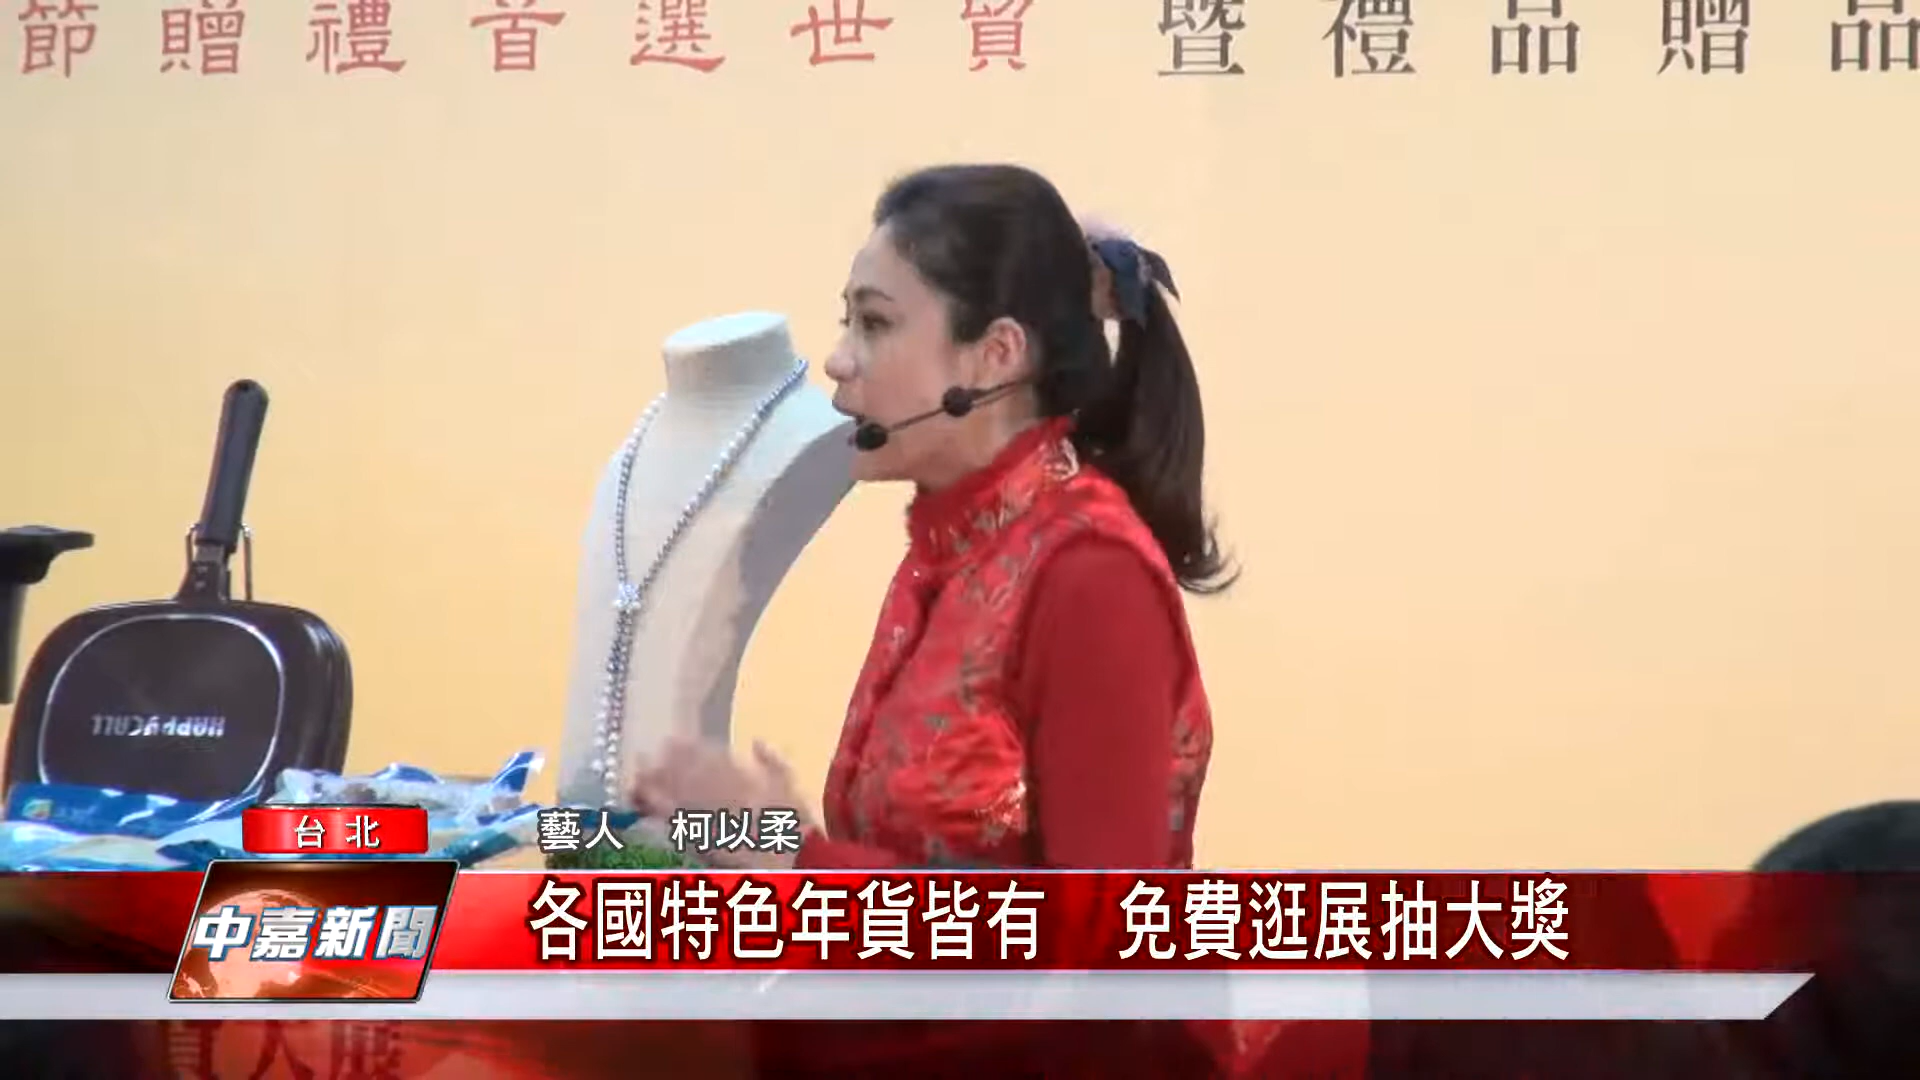 節贈禮首選世貿 暨禮品贈品
HAPPYCALL
台北
藝人 柯以柔
中嘉新聞
各國特色年貨皆有 免費逛展抽大獎